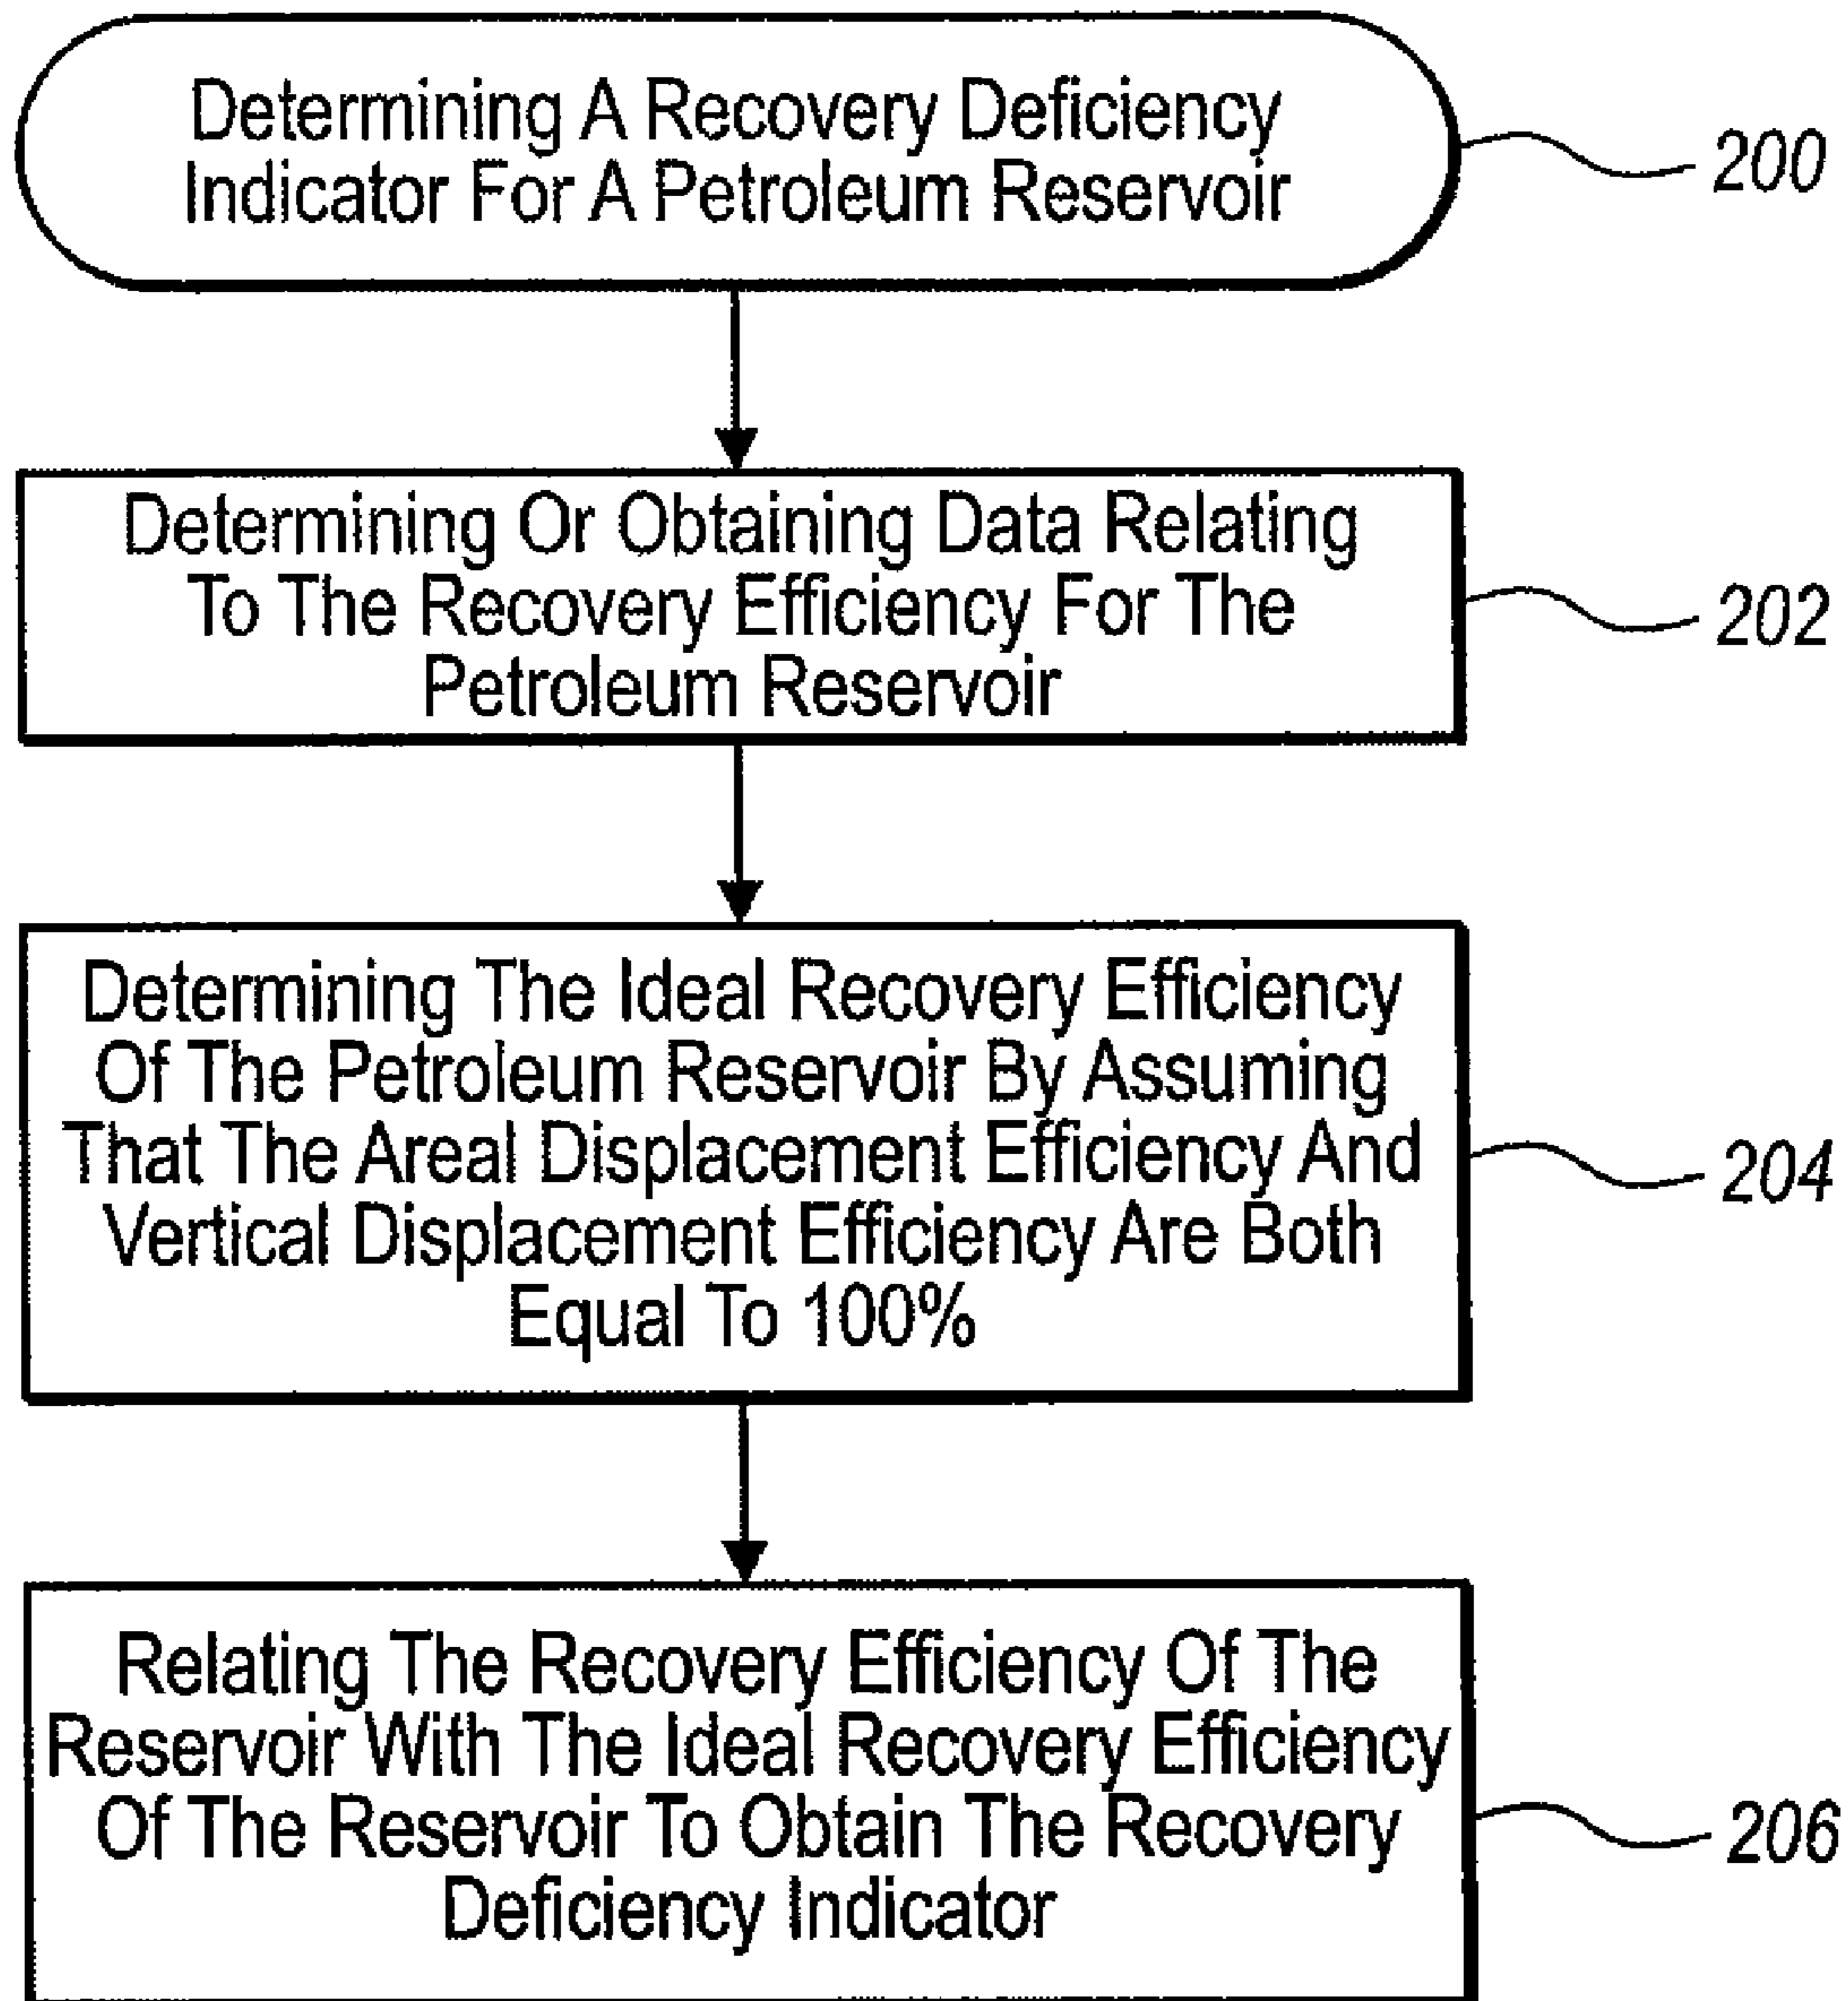 Determining A Recovery Deficiency
Indicator For A Petroleum Reservoir
200
Determining Or Obtaining Data Relating
To The Recovery Efficiency For The
Petroleum Reservoir
202
Determining The Ideal Recovery Efficiency
Of The Petroleum Reservoir By Assuming
That The Areal Displacement Efficiency And
Vertical Displacement Efficiency Are Both
Equal To 100%
204
Relating The Recovery Efficiency Of The
Reservoir With The Ideal Recovery Efficiency
Of The Reservoir To Obtain The Recovery
Deficiency Indicator
206